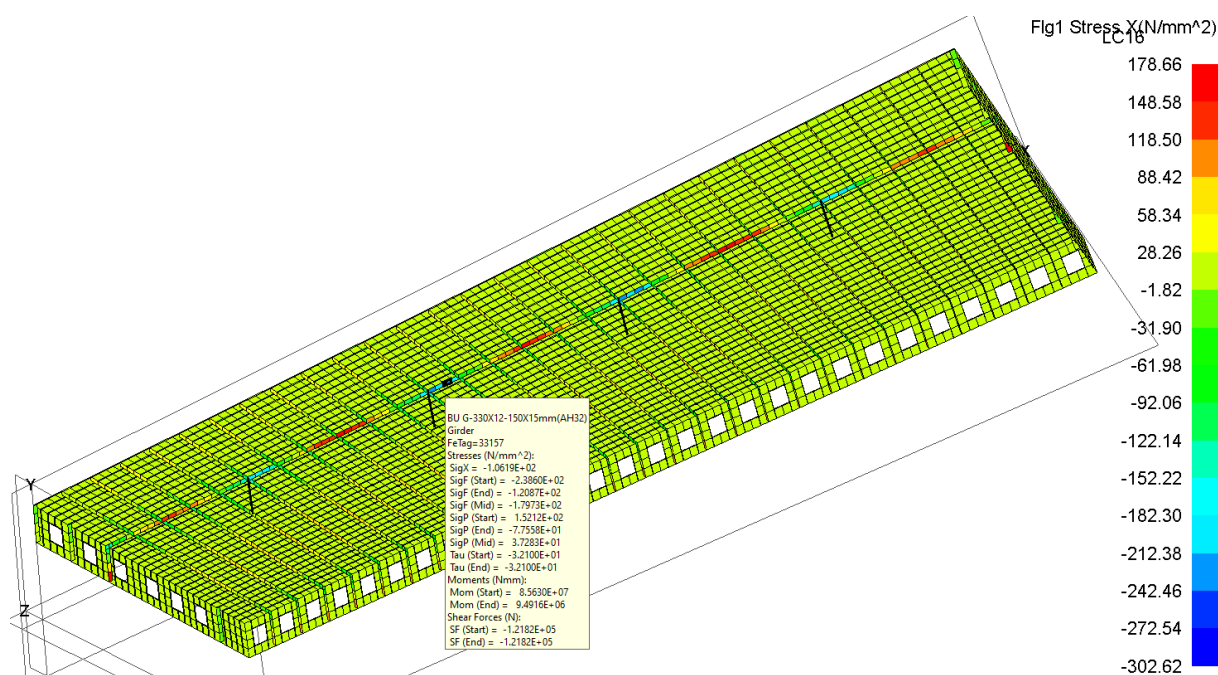 Flg1 Stress X(N/mm^2)
LC16
178.66
148.58
118.50
88.42
58.34
28.26
-1.82
-31.90
-61.98
-92.06
-122.14
-152.22
-182.30
-212.38
-242.46
-272.54
-302.62
X
Y
Z
BU G-330X12-150X15mm(AH32)
Girder
FeTag=33157
Stresses (N/mm^2):
SigX = -1.0619E+02
SigF (Start) = -2.3860E+02
SigF (End) = -1.2087E+02
SigF (Mid) = -1.7973E+02
SigP (Start) = 1.5212E+02
SigP (End) = -7.7558E+01
SigP (Mid) = 3.7283E+01
Tau (Start) = -3.2100E+01
Tau (End) = -3.2100E+01
Moments (Nmm):
Mom (Start) = 8.5630E+07
Mom (End) = 9.4916E+06
Shear Forces (N):
SF (Start) = -1.2182E+05
SF (End) = -1.2182E+05